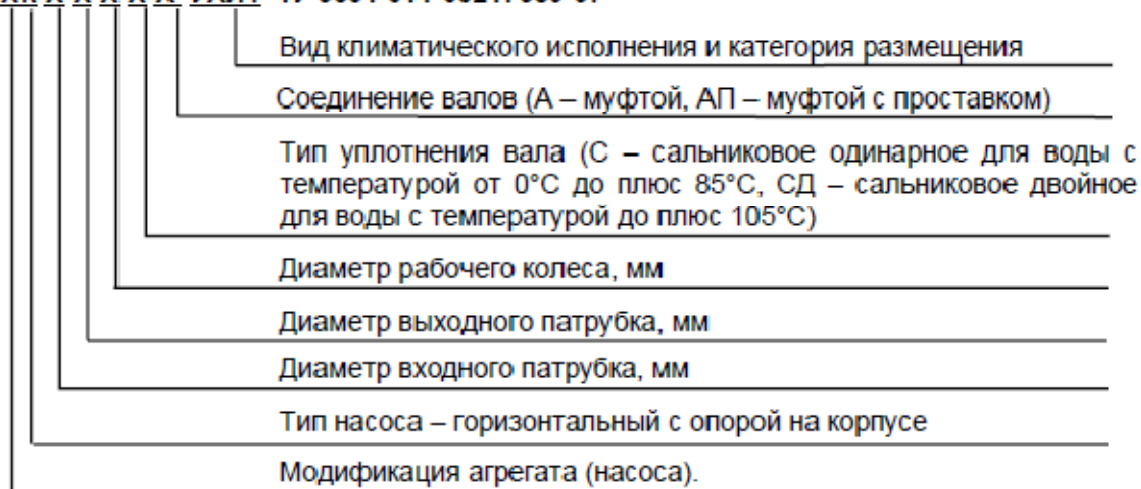 Вид климатического исполнения и категория размещения
Соединение валов (А – муфтой, АП – муфтой с проставком)
Тип уплотнения вала (С – сальниковое одинарное для воды с
температурой от 0°С до плюс 85°С, СД – сальниковое двойное
для воды с температурой до плюс 105°С)
Диаметр рабочего колеса, мм
Диаметр выходного патрубка, мм
Диаметр входного патрубка, мм
Тип насоса – горизонтальный с опорой на корпусе
Модификация агрегата (насоса).